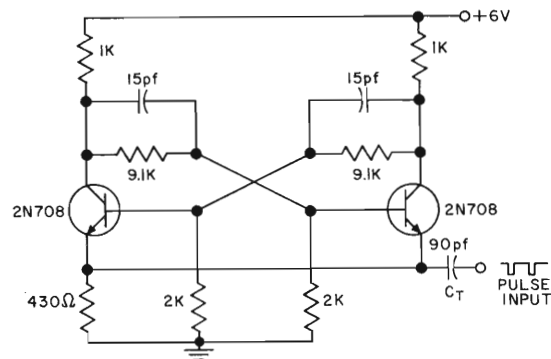 +6V
1K
1K
15pf
15pf
9.1K
9.1K
2N708
2N708
90pf
CT
PULSE
INPUT
430Ω
2K
2K